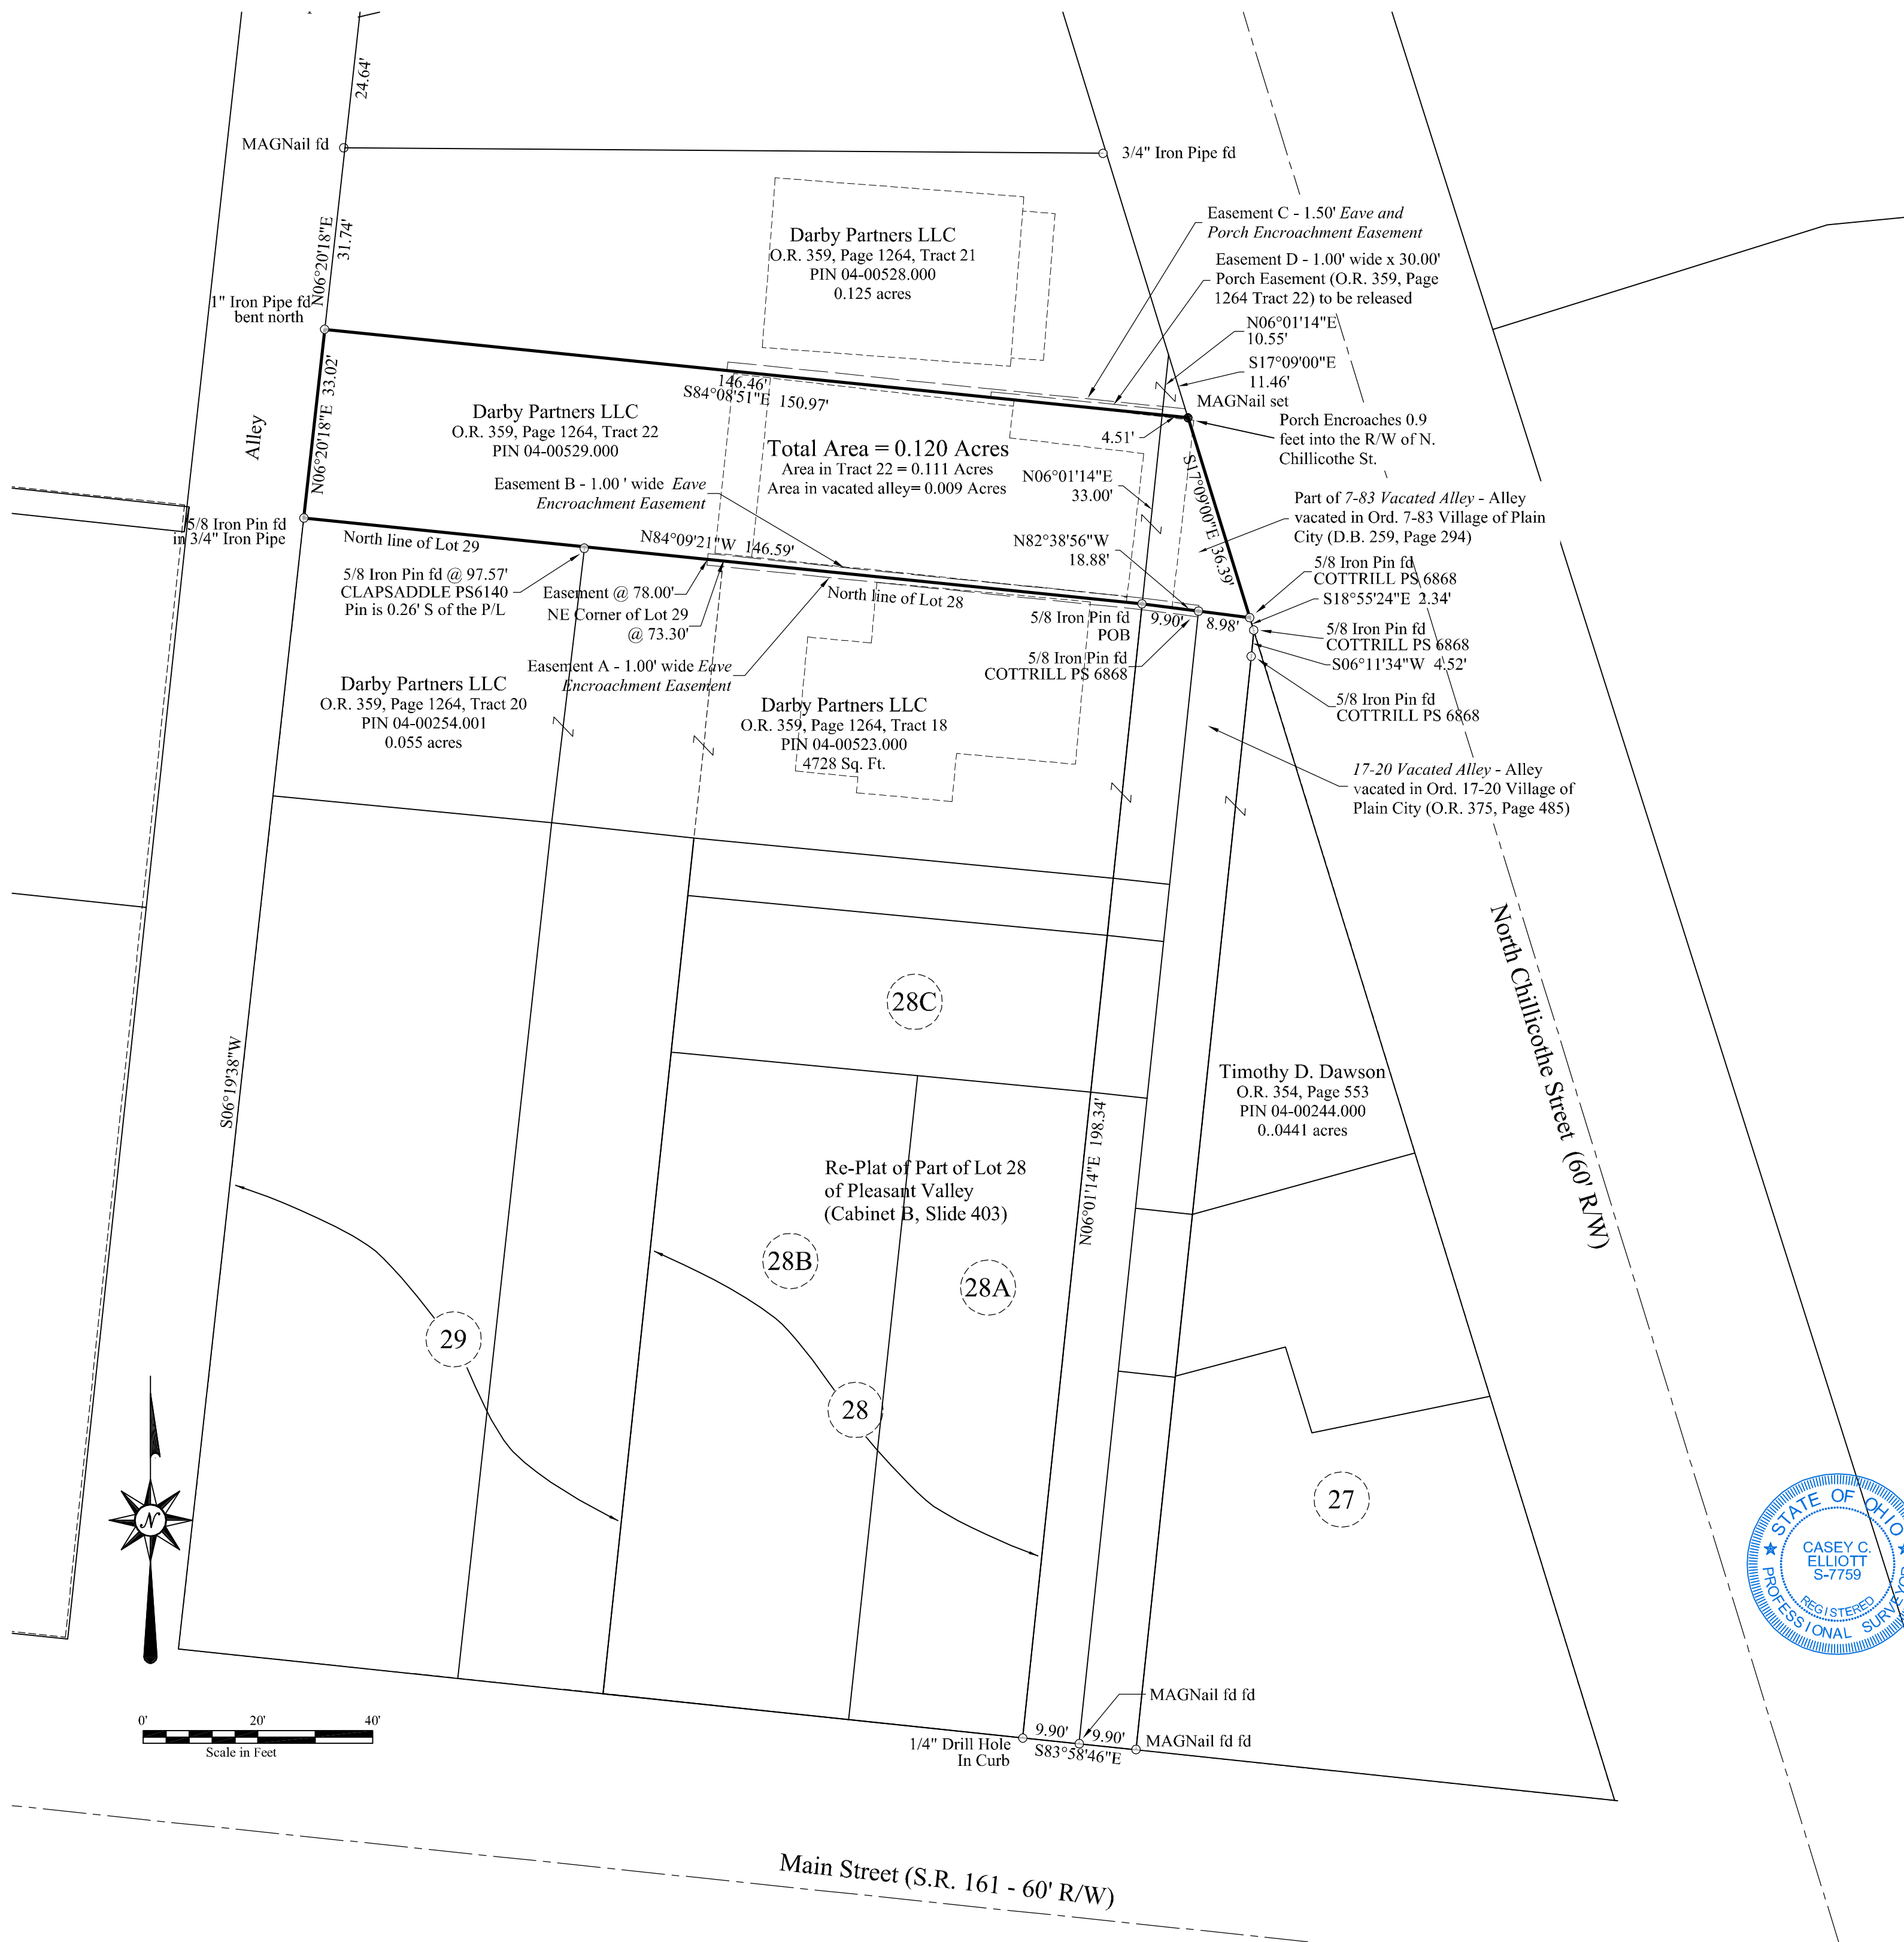 24.64'
MAGNail fd
3/4" Iron Pipe fd
N06°20'18"E
31.74'
1" Iron Pipe fd
bent north
Darby Partners LLC
O.R. 359, Page 1264, Tract 21
PIN 04-00528.000
0.125 acres
Easement C - 1.50' Eave and
Porch Encroachment Easement
Easement D - 1.00' wide x 30.00'
Porch Easement (O.R. 359, Page
1264 Tract 22) to be released
N06°01'14"E
10.55'
S17°09'00"E
11.46'
MAGNail set
Porch Encroaches 0.9
feet into the R/W of N.
Chillicothe St.
Alley
N06°20'18"E 33.02'
146.46'
S84°08'51"E 150.97'
4.51'
Darby Partners LLC
O.R. 359, Page 1264, Tract 22
PIN 04-00529.000
Total Area = 0.120 Acres
Area in Tract 22 = 0.111 Acres
Area in vacated alley= 0.009 Acres
Easement B - 1.00 ' wide Eave
Encroachment Easement
N06°01'14"E
33.00'
S17°09'00"E 36.39'
Part of 7-83 Vacated Alley - Alley
vacated in Ord. 7-83 Village of Plain
City (D.B. 259, Page 294)
5/8 Iron Pin fd
in 3/4" Iron Pipe
North line of Lot 29
N84°09'21"W 146.59'
N82°38'56"W
18.88'
5/8 Iron Pin fd
COTTRILL PS 6868
S18°55'24"E 2.34'
5/8 Iron Pin fd @ 97.57'
CLAPSADDLE PS6140
Pin is 0.26' S of the P/L
Easement @ 78.00'
NE Corner of Lot 29
@ 73.30'
North line of Lot 28
5/8 Iron Pin fd
POB
9.90'
8.98'
5/8 Iron Pin fd
COTTRILL PS 6868
S06°11'34"W 4.52'
5/8 Iron Pin fd
COTTRILL PS 6868
Easement A - 1.00' wide Eave
Encroachment Easement
5/8 Iron Pin fd
COTTRILL PS 6868
Darby Partners LLC
O.R. 359, Page 1264, Tract 20
PIN 04-00254.001
0.055 acres
Darby Partners LLC
O.R. 359, Page 1264, Tract 18
PIN 04-00523.000
4728 Sq. Ft.
17-20 Vacated Alley - Alley
vacated in Ord. 17-20 Village of
Plain City (O.R. 375, Page 485)
28C
North Chillicothe Street (60' R/W)
S06°19'38"W
Timothy D. Dawson
O.R. 354, Page 553
PIN 04-00244.000
0..0441 acres
N06°01'14"E 198.34'
Re-Plat of Part of Lot 28
of Pleasant Valley
(Cabinet B, Slide 403)
28B
28A
29
28
27
N
STATE OF OHIO
CASEY C.
ELLIOTT
S-7759
REGISTERED
PROFESSIONAL SURVEYOR
0' 20' 40'
Scale in Feet
MAGNail fd fd
9.90'
9.90'
MAGNail fd fd
1/4" Drill Hole
In Curb
S83°58'46"E
Main Street (S.R. 161 - 60' R/W)